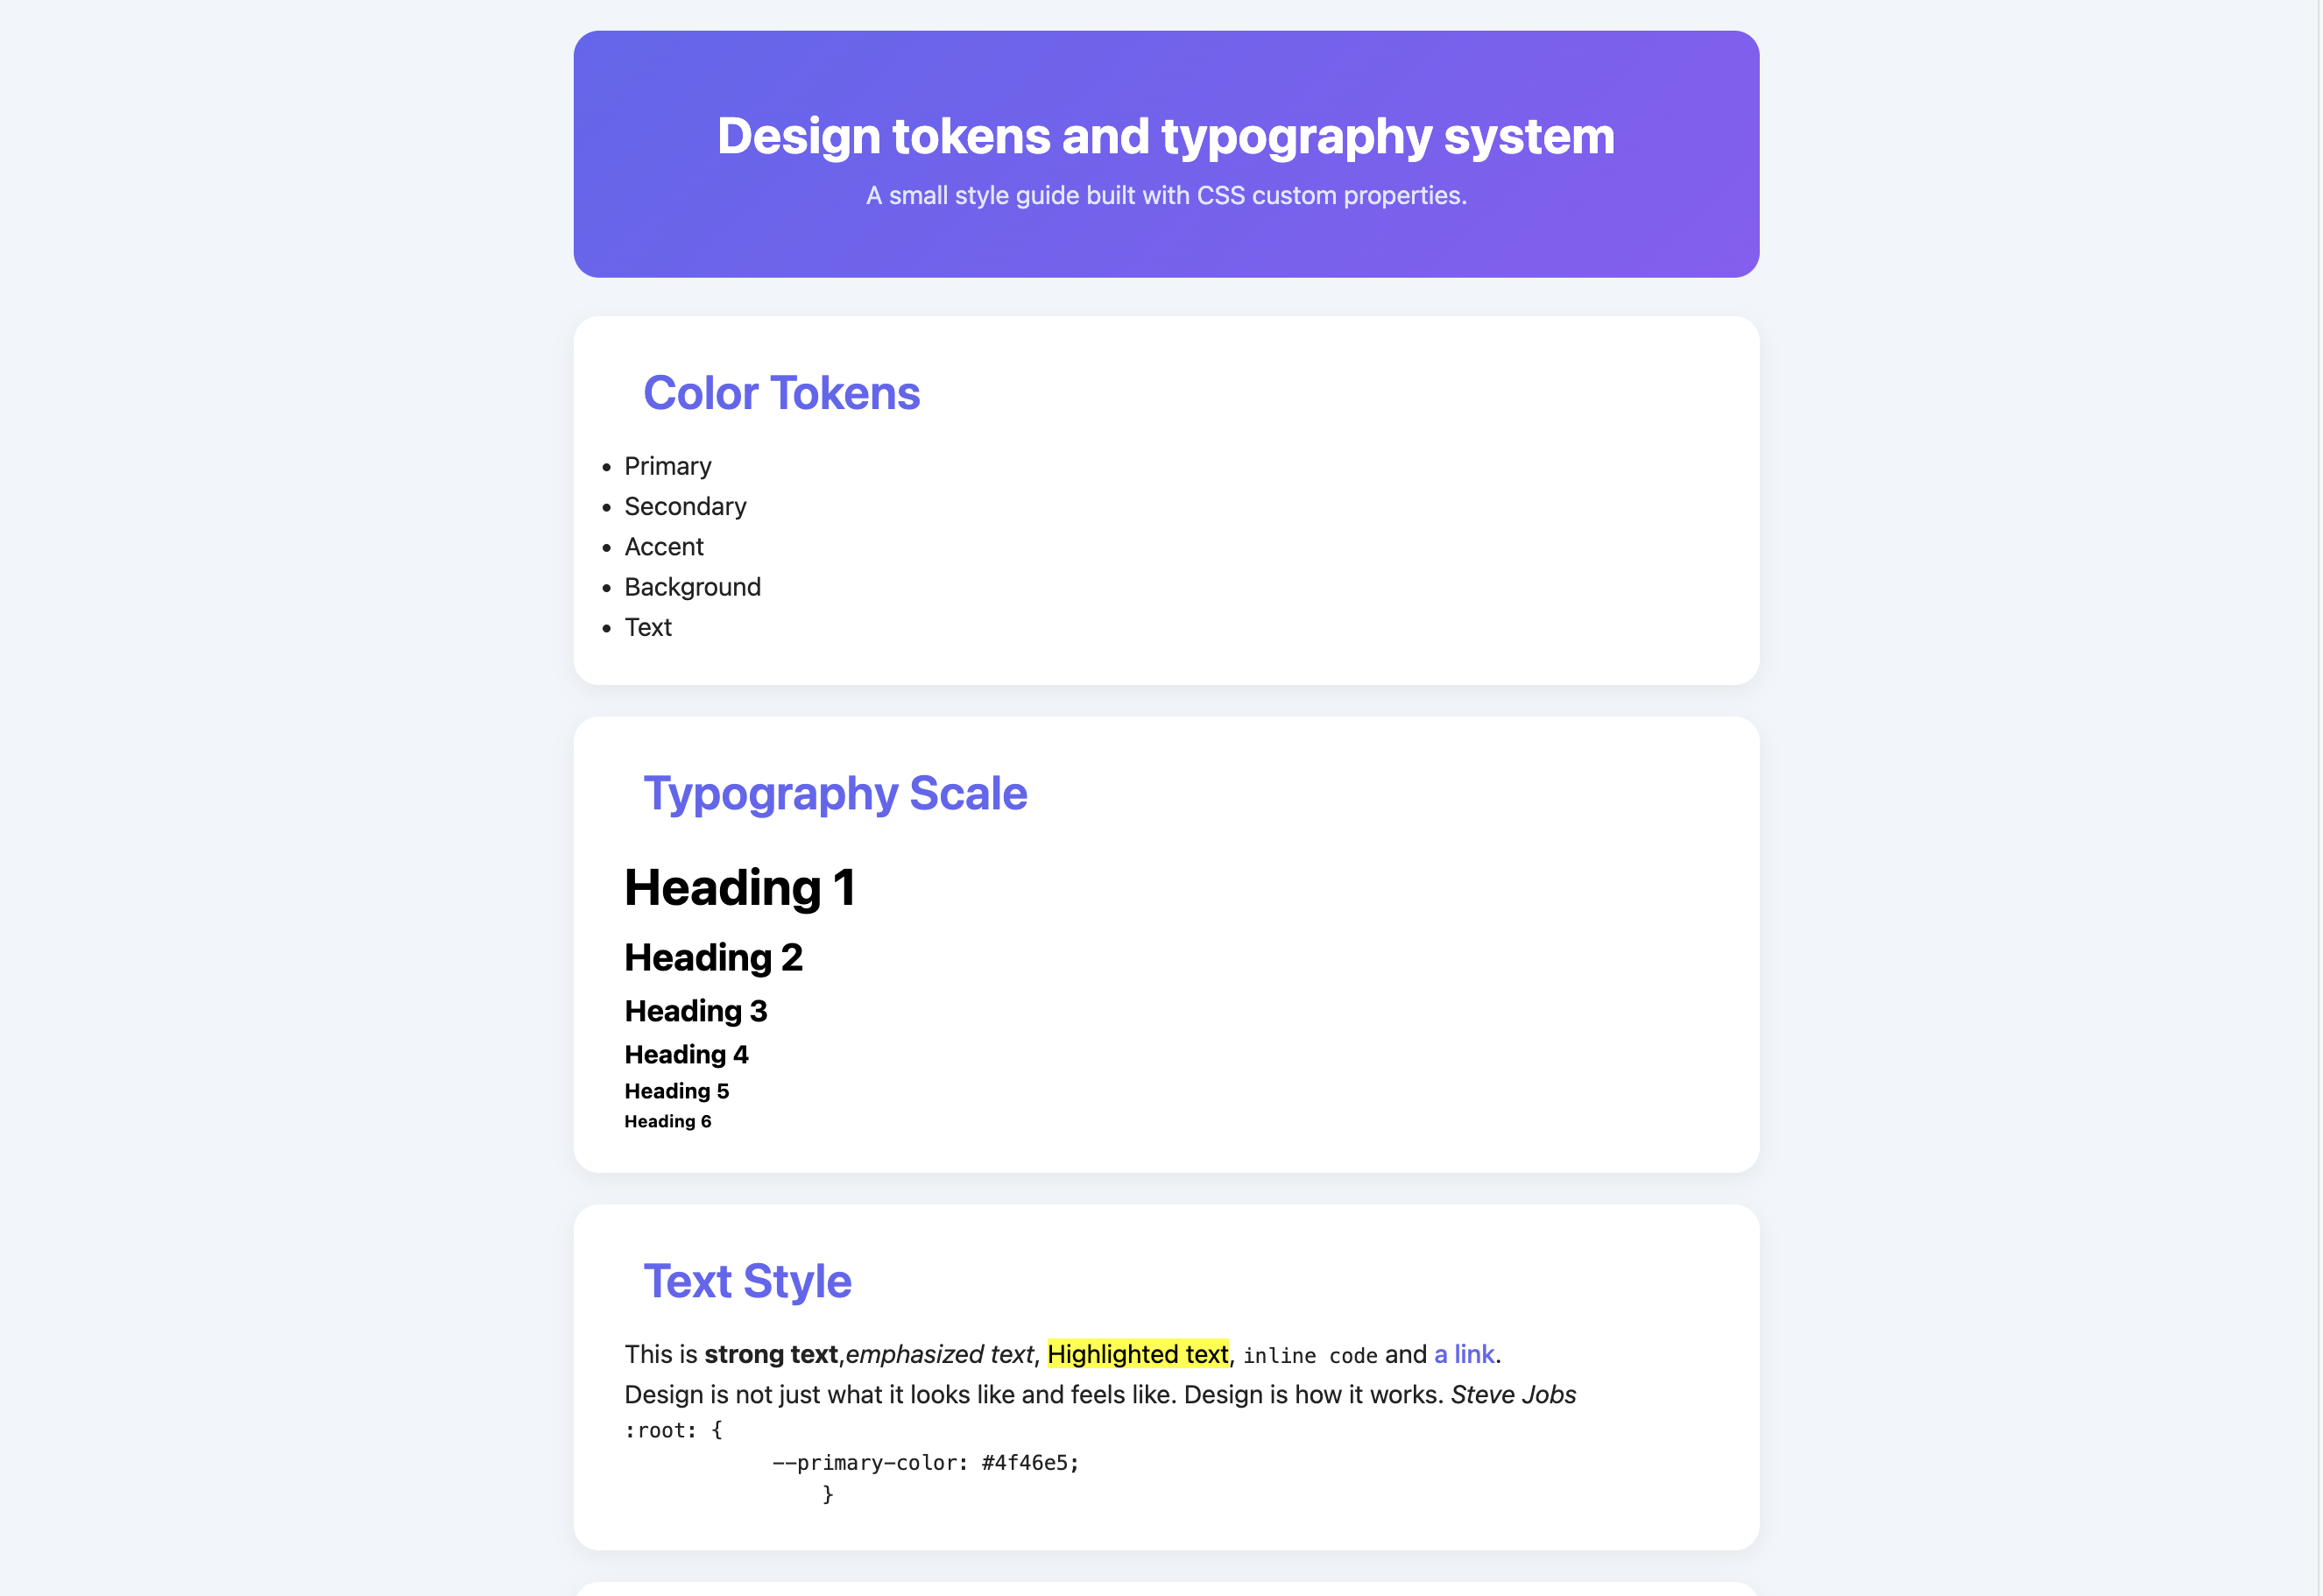 Design tokens and typography system
A small style guide built with CSS custom properties.
Color Tokens
Primary
Secondary
Accent
Background
Text
Typography Scale
Heading 1
Heading 2
Heading 3
Heading 4
Heading 5
Heading 6
Text Style
This is strong text,emphasized text, Highlighted text, inline code and a link.
Design is not just what it looks like and feels like. Design is how it works. Steve Jobs
:root: {
--primary-color: #4f46e5;
}